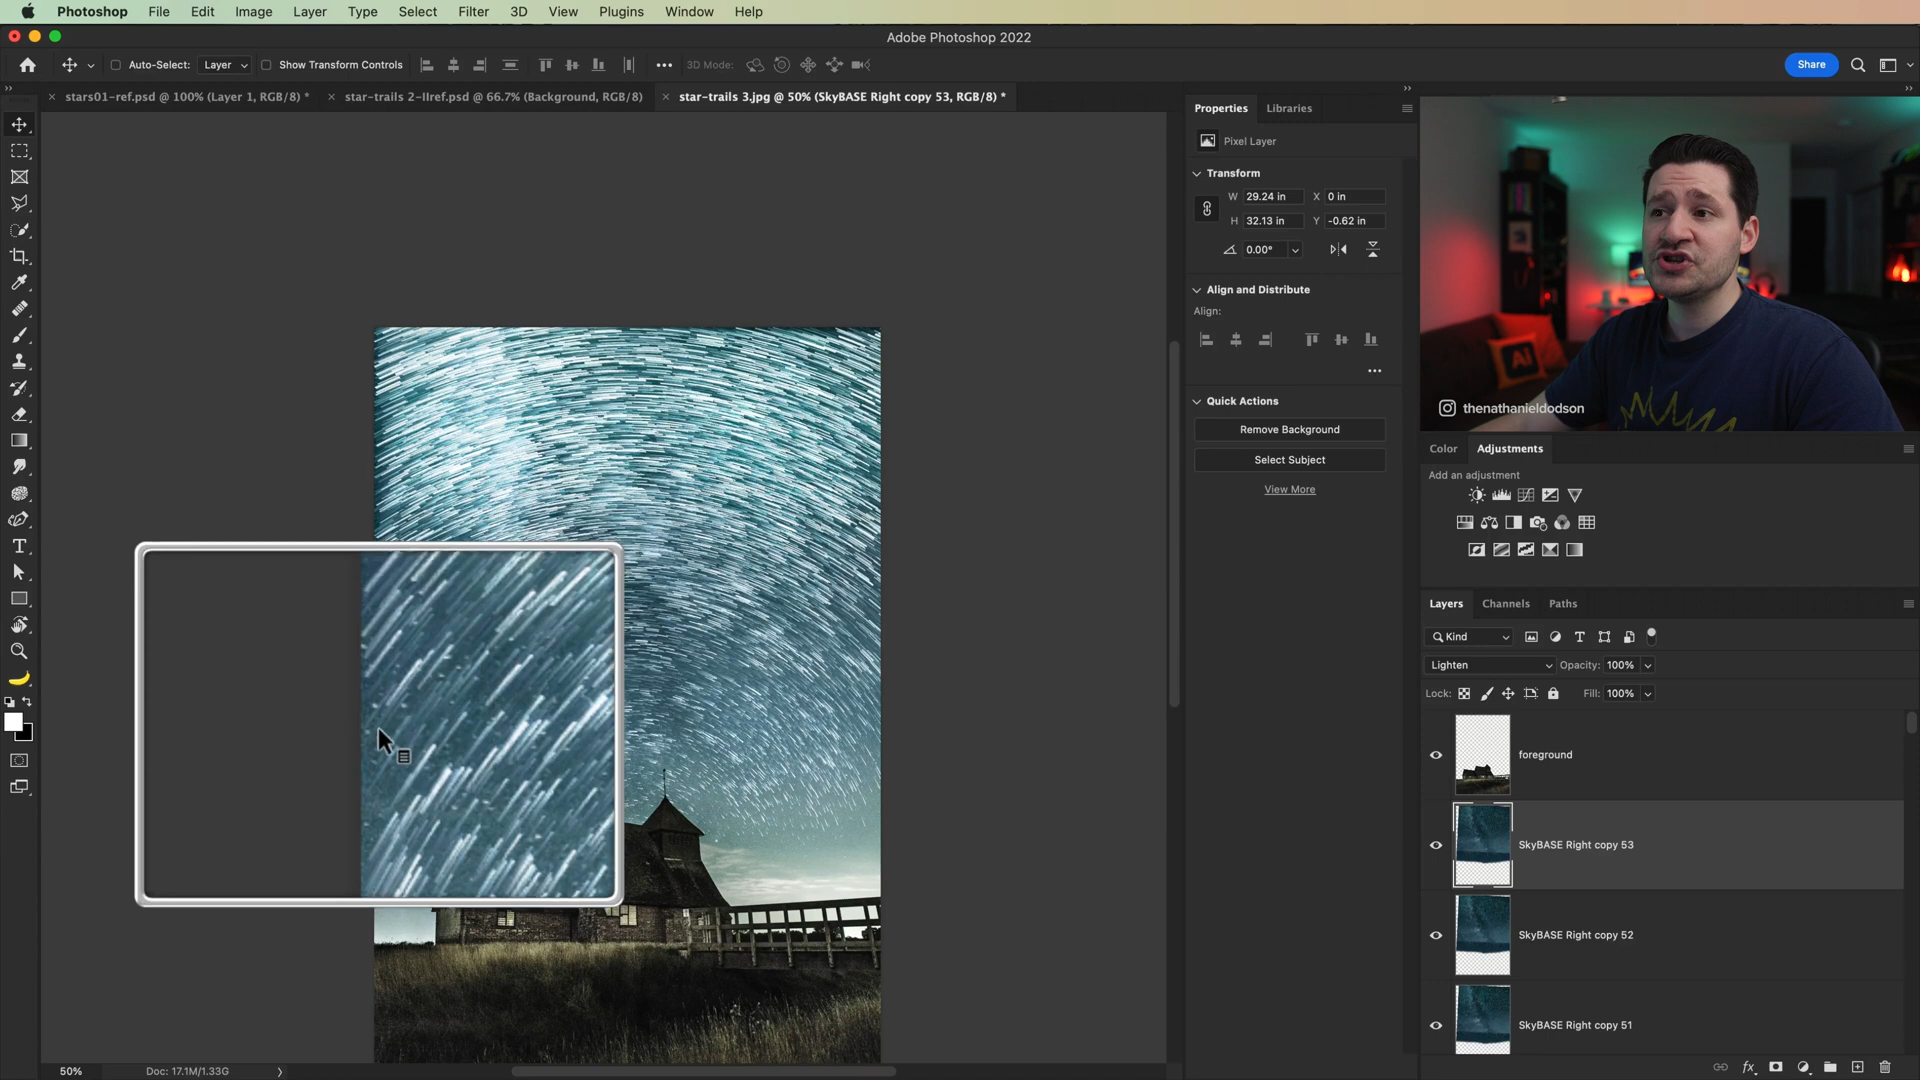 Photoshop File Edit Image Layer Type Select Filter 3D View Plugins Window Help
Adobe Photoshop 2022
Auto-Select: Layer Show Transform Controls 3D Mode: Share
stars01-ref.psd @ 100% (Layer 1, RGB/8) * star-trails 2-IIref.psd @ 66.7% (Background, RGB/8) star-trails 3.jpg @ 50% (SkyBASE Right copy 53, RGB/8) *
Properties Libraries
Pixel Layer
Transform
W 29.24 in X 0 in
H 32.13 in Y -0.62 in
0.00°
Align and Distribute
Align:
Quick Actions
Remove Background
Select Subject
View More
Ai
thenathanieldodson
Color Adjustments
Add an adjustment
Layers Channels Paths
Kind
Lighten Opacity: 100%
Lock: Fill: 100%
foreground
SkyBASE Right copy 53
SkyBASE Right copy 52
SkyBASE Right copy 51
50% Doc: 17.1M/1.33G
fx